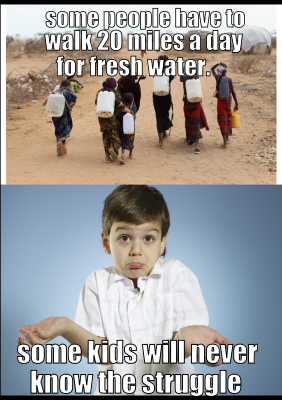 some people have to
walk 20 miles a day
for fresh water.
some kids will never
know the struggle